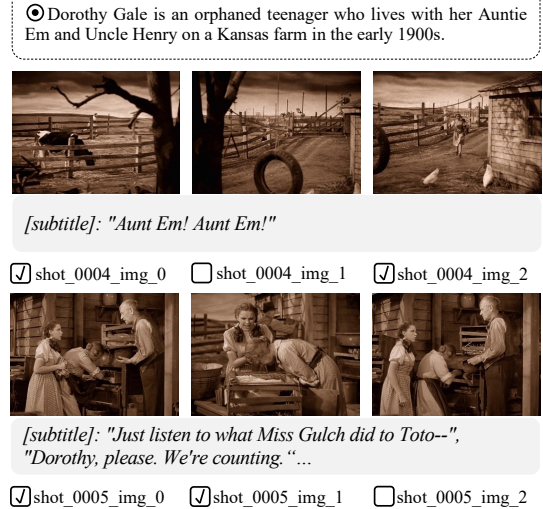 Dorothy Gale is an orphaned teenager who lives with her Auntie
Em and Uncle Henry on a Kansas farm in the early 1900s.
[subtitle]: "Aunt Em! Aunt Em!"
shot_0004_img_0 shot_0004_img_1 shot_0004_img_2
[subtitle]: "Just listen to what Miss Gulch did to Toto--",
"Dorothy, please. We're counting.“…
shot_0005_img_0 shot_0005_img_1 shot_0005_img_2